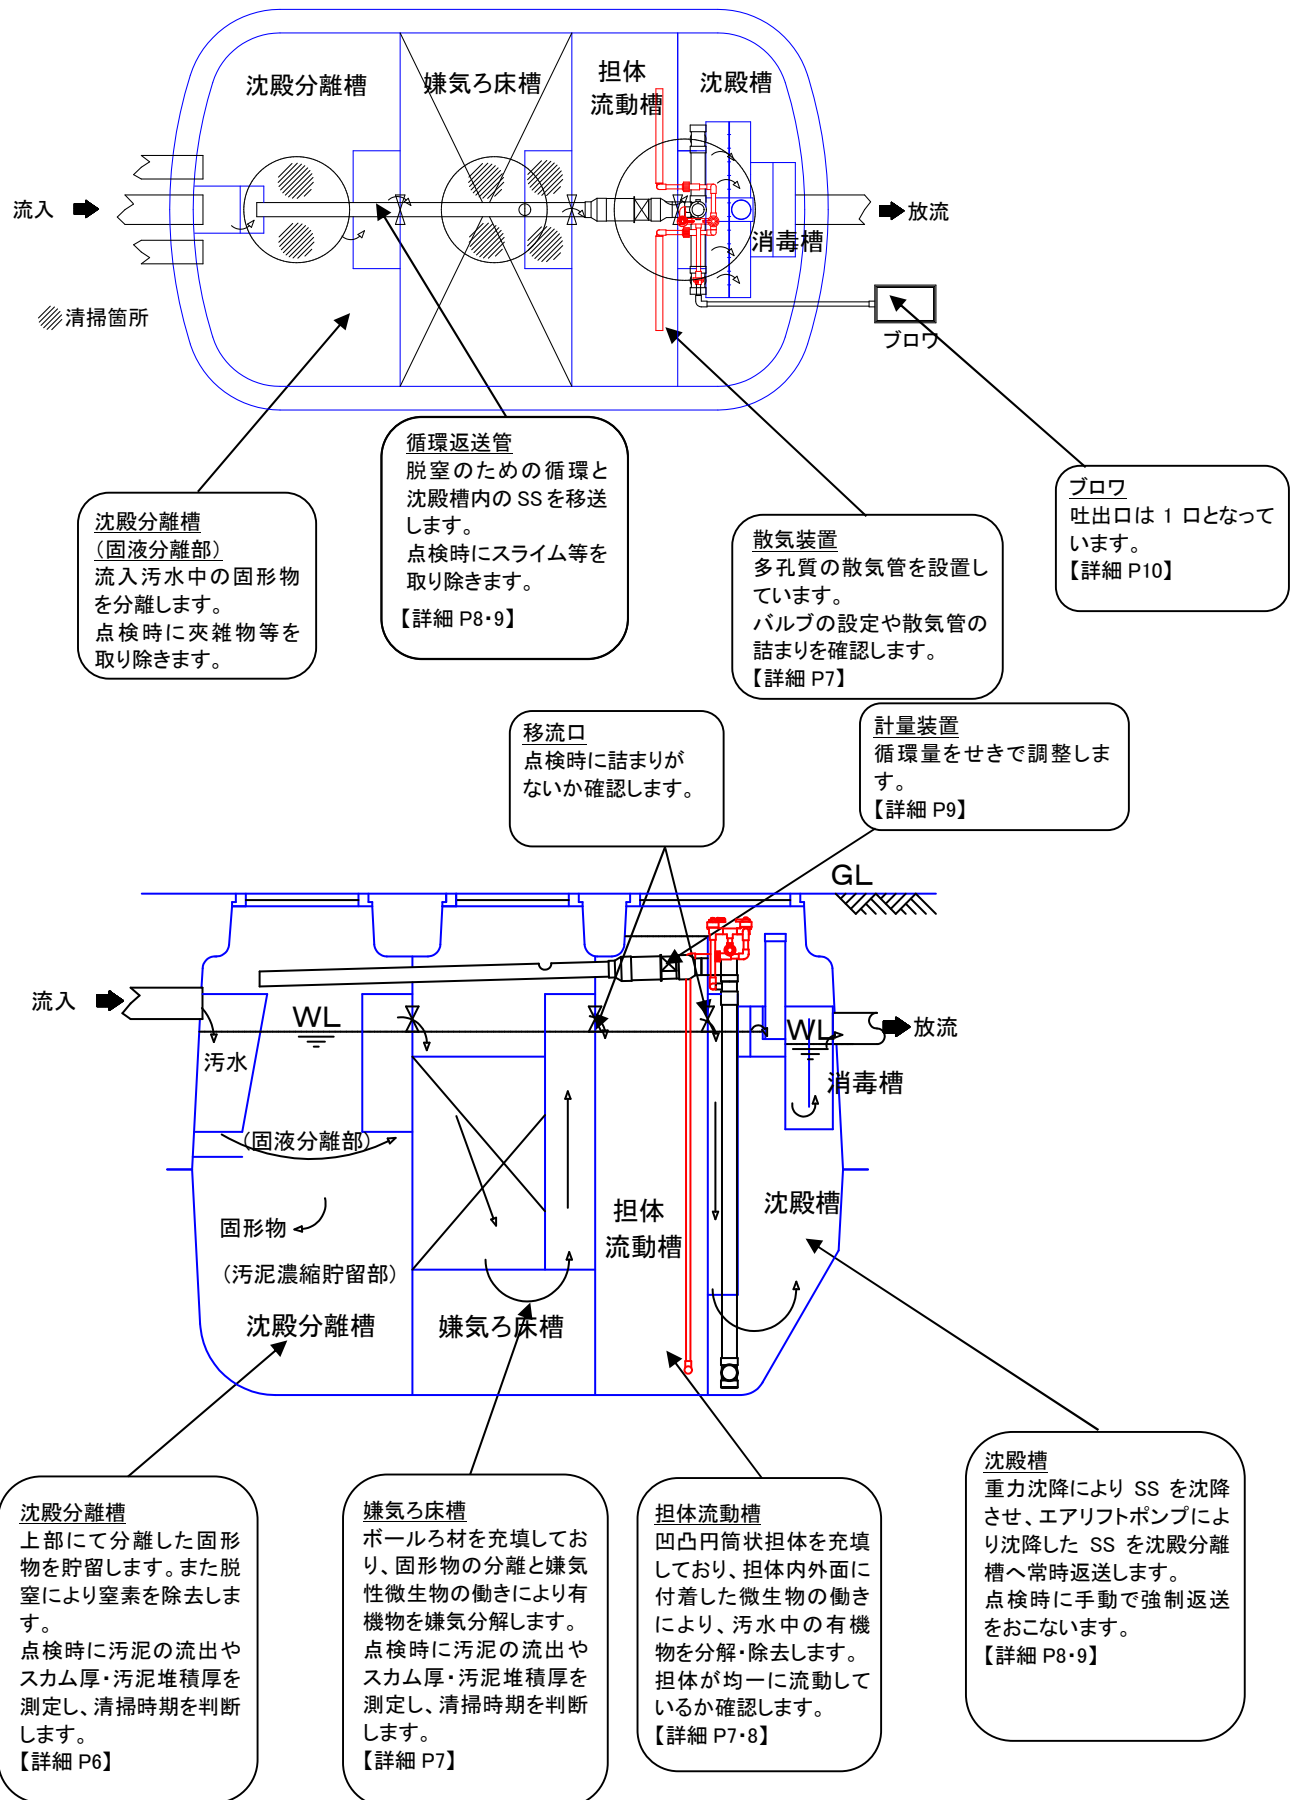 沈殿分離槽
嫌気ろ床槽
担体
流動槽
沈殿槽
流入
放流
消毒槽
清掃箇所
ブロワ
循環返送管
脱窒のための循環と
沈殿槽内の SS を移送
します。
点検時にスライム等を
取り除きます。
【詳細 P8・9】
沈殿分離槽
（固液分離部）
流入汚水中の固形物
を分離します。
点検時に夾雑物等を
取り除きます。
散気装置
多孔質の散気管を設置し
ています。
バルブの設定や散気管の
詰まりを確認します。
【詳細 P7】
ブロワ
吐出口は 1 口となって
います。
【詳細 P10】
移流口
点検時に詰まりが
ないか確認します。
計量装置
循環量をせきで調整しま
す。
【詳細 P9】
GL
流入
WL
WL
放流
汚水
消毒槽
（固液分離部）
固形物
（汚泥濃縮貯留部）
沈殿分離槽
嫌気ろ床槽
担体
流動槽
沈殿槽
沈殿分離槽
上部にて分離した固形
物を貯留します。また脱
窒により窒素を除去しま
す。
点検時に汚泥の流出や
スカム厚・汚泥堆積厚を
測定し、清掃時期を判断
します。
【詳細 P6】
嫌気ろ床槽
ボールろ材を充填してお
り、固形物の分離と嫌気
性微生物の働きにより有
機物を嫌気分解します。
点検時に汚泥の流出や
スカム厚・汚泥堆積厚を
測定し、清掃時期を判断
します。
【詳細 P7】
担体流動槽
凹凸円筒状担体を充填
しており、担体内外面に
付着した微生物の働き
により、汚水中の有機
物を分解・除去します。
担体が均一に流動して
いるか確認します。
【詳細 P7・8】
沈殿槽
重力沈降により SS を沈降
させ、エアリフトポンプによ
り沈降した SS を沈殿分離
槽へ常時返送します。
点検時に手動で強制返送
をおこないます。
【詳細 P8・9】